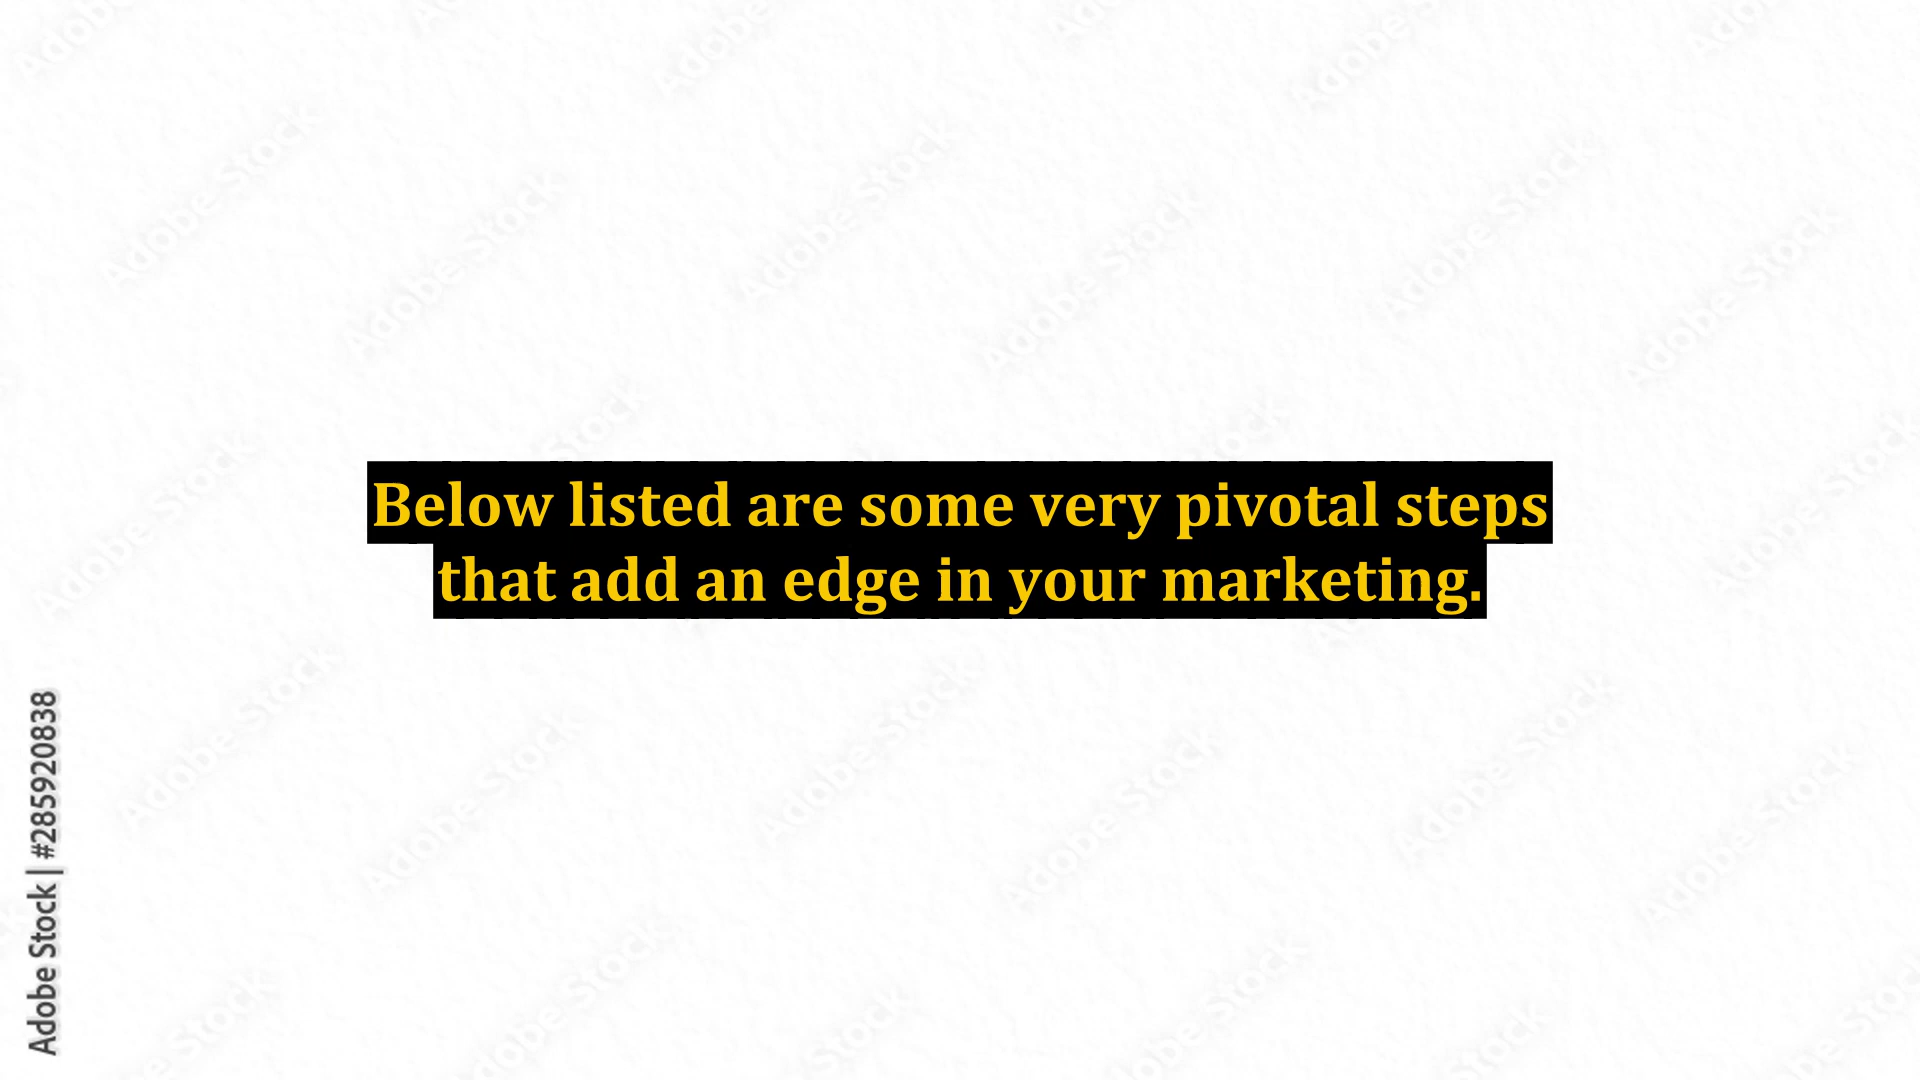 Below listed are some very pivotal steps
that add an edge in your marketing.
Adobe Stock | #285920838